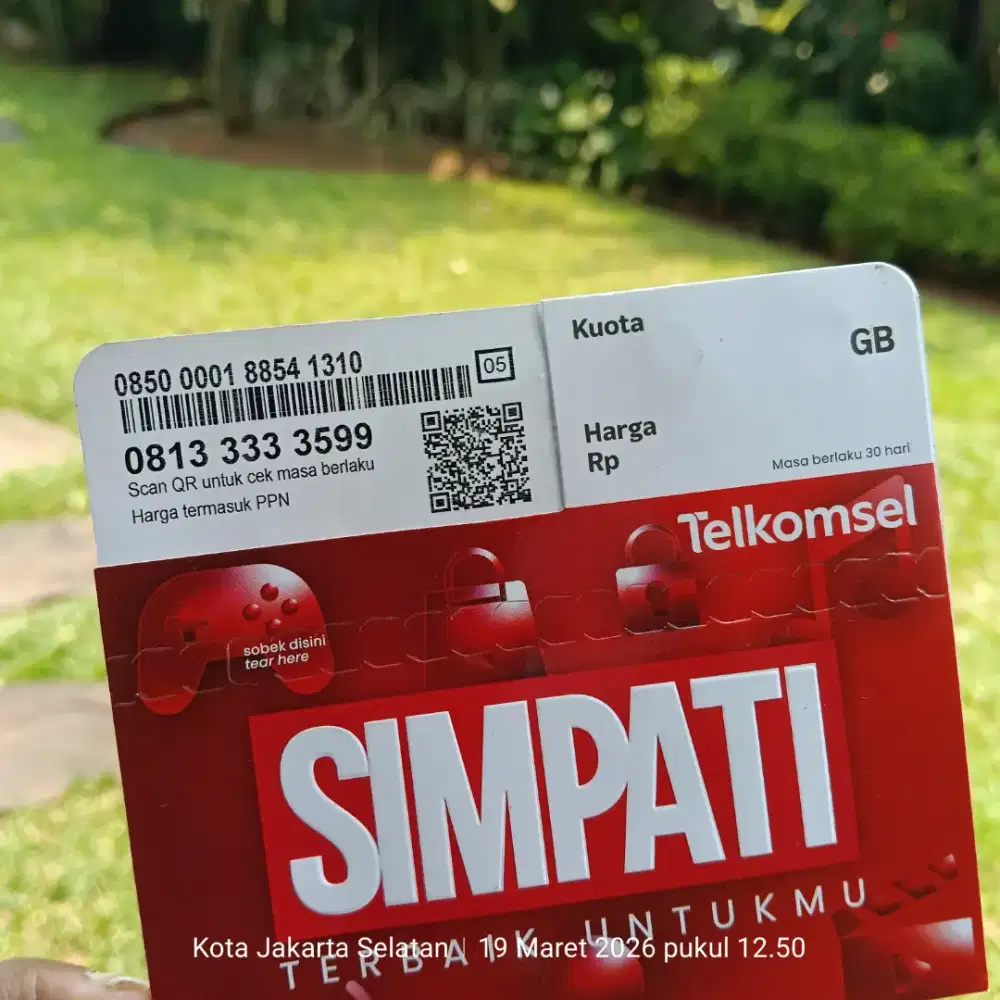 0850 0001 8854 1310
05
0813 333 3599
Scan QR untuk cek masa berlaku
Harga termasuk PPN
Kuota
GB
Harga
Rp
Masa berlaku 30 hari
Telkomsel
sobek disini
tear here
SIMPATI
TERBAIK UNTUKMU
Kota Jakarta Selatan | 19 Maret 2026 pukul 12.50